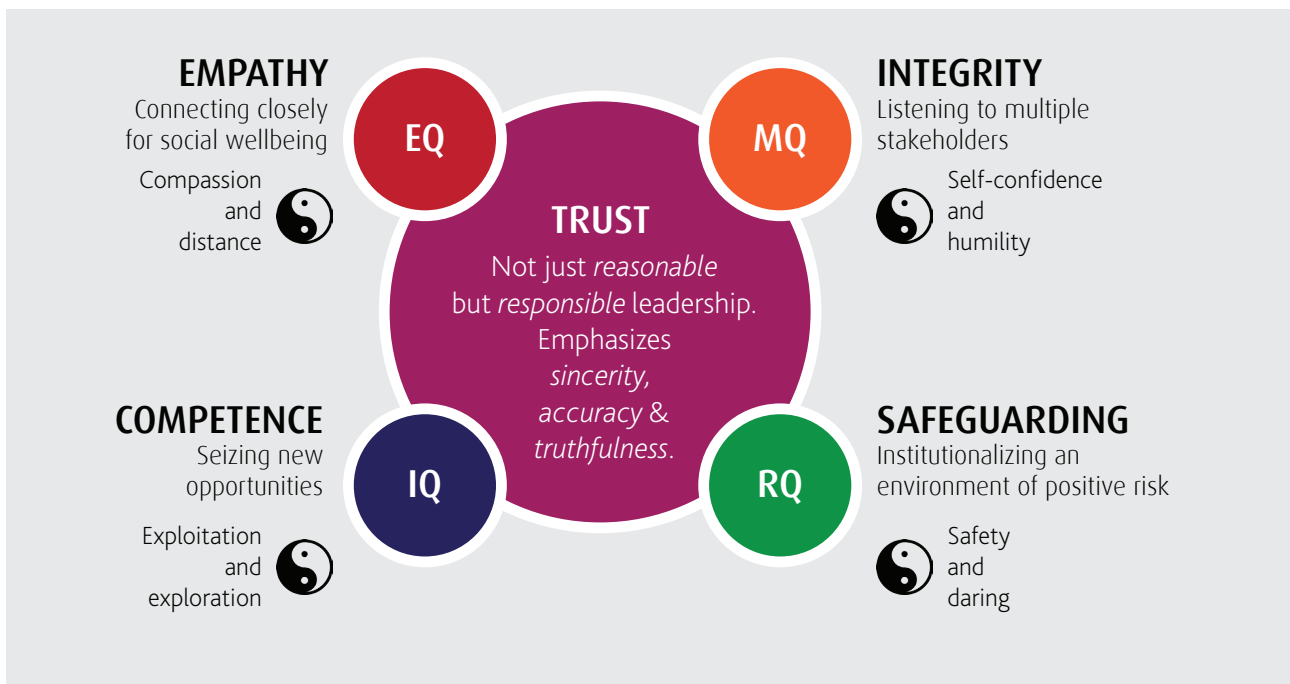 EMPATHY
Connecting closely
for social wellbeing
Compassion
and
distance
EQ
MQ
INTEGRITY
Listening to multiple
stakeholders
Self-confidence
and
humility
TRUST
Not just reasonable
but responsible leadership.
Emphasizes
sincerity,
accuracy &
truthfulness.
COMPETENCE
Seizing new
opportunities
Exploitation
and
exploration
IQ
RQ
SAFEGUARDING
Institutionalizing an
environment of positive risk
Safety
and
daring